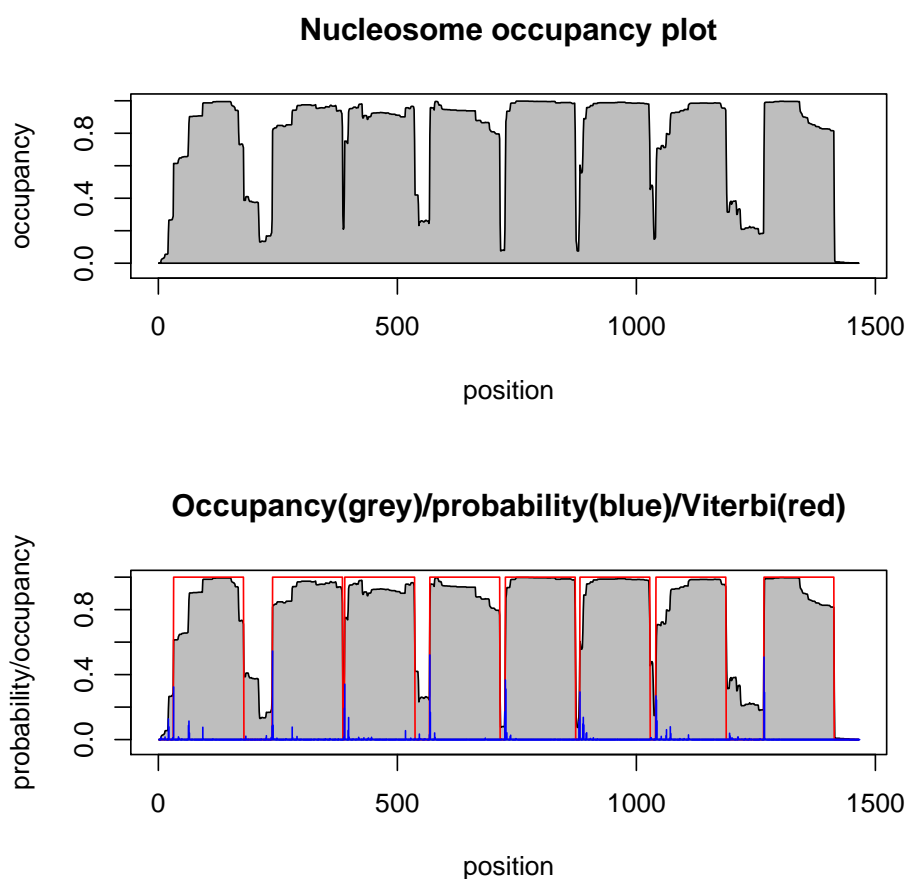 Nucleosome occupancy plot
occupancy
0.0 0.4 0.8
0 500 1000 1500
position
Occupancy(grey)/probability(blue)/Viterbi(red)
probability/occupancy
0.0 0.4 0.8
0 500 1000 1500
position